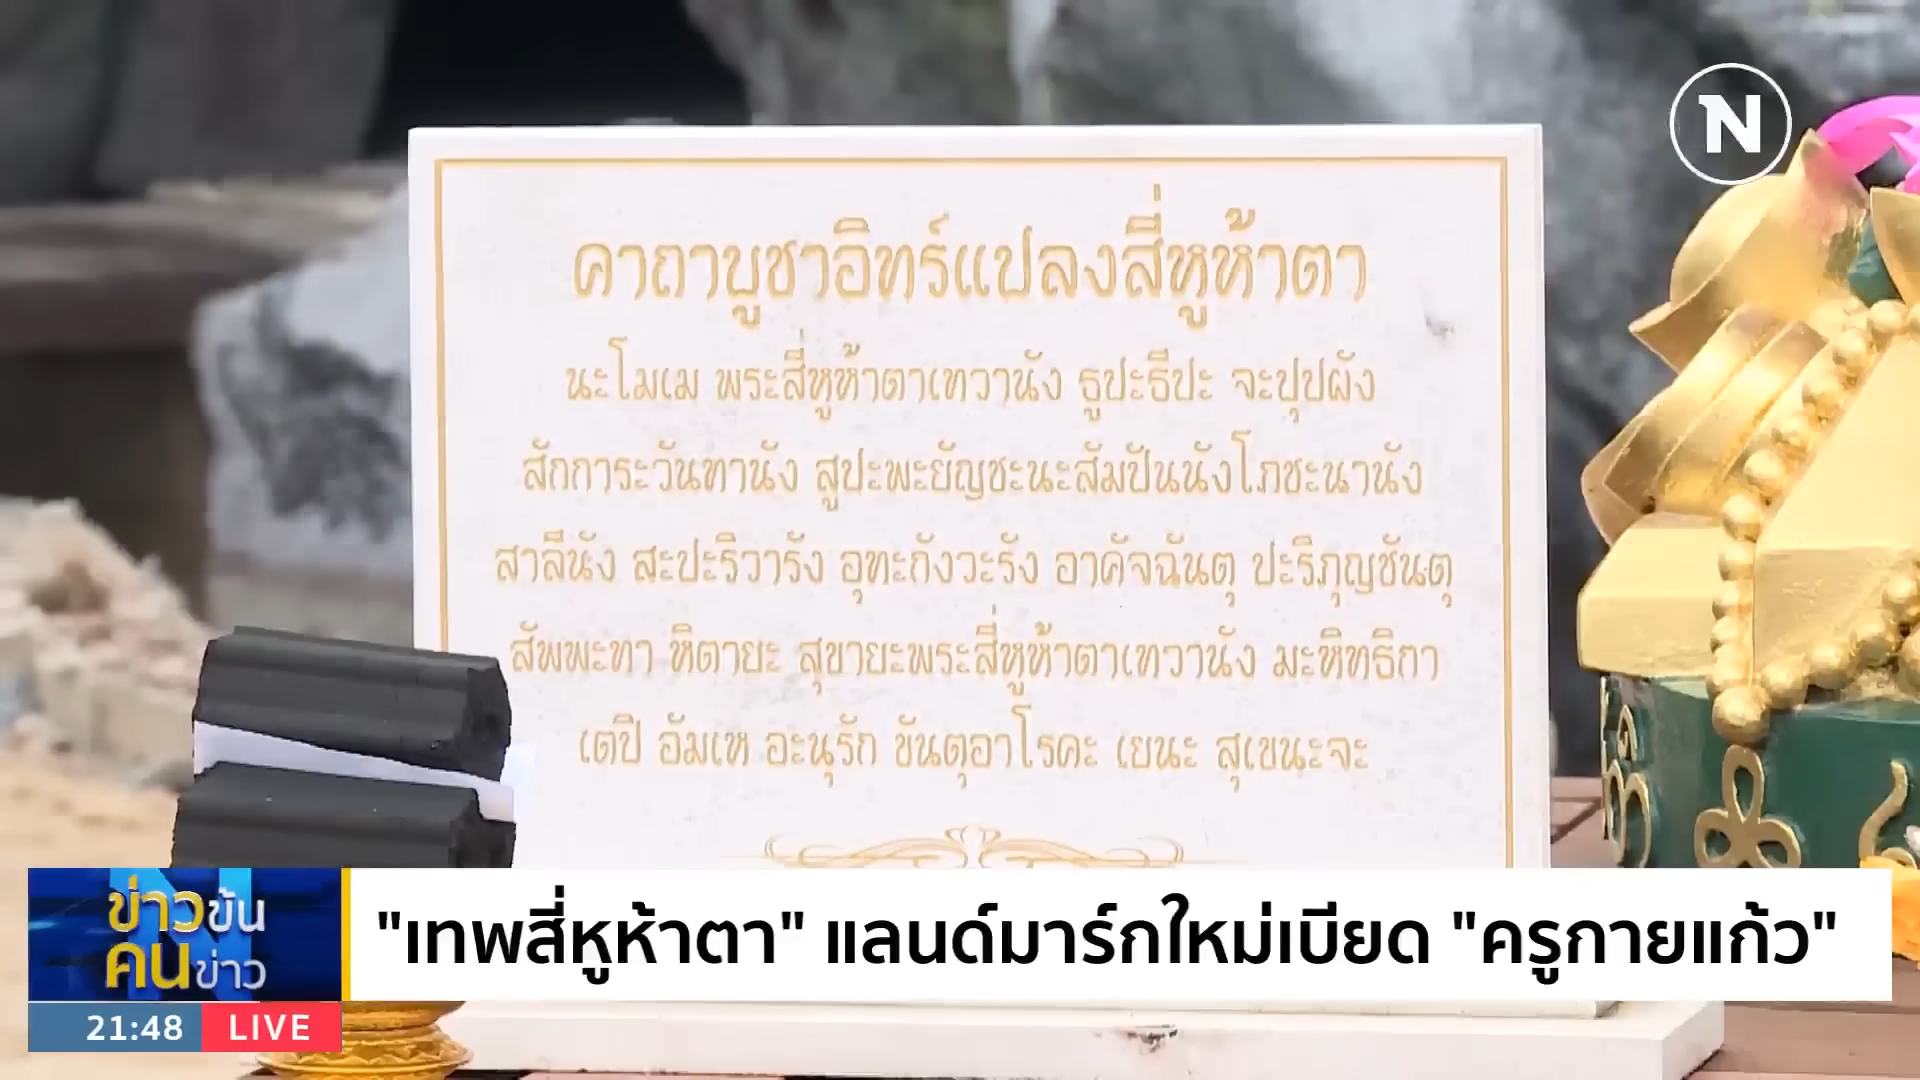 N
คาถาบูชาอิทร์แปลงสี่หูห้าตา
นะโมเม พระสี่หูห้าตาเทวานัง ธูปะธีปะ จะปุปผัง
สักการะวันทานัง สูปะพะยัญชะนะสัมปันนังโภชะนานัง
สาลีนัง สะปะริวารัง อุทะกังวะรัง อาคัจฉันตุ ปะริภุญชันตุ
สัพพะทา หิตายะ สุขายะพระสี่หูห้าตาเทวานัง มะหิทธิกา
เตปิ อัมเห อะนุรัก ขันตุอาโรคะ เยนะ สุเขนะจะ
ข่าวข้น
คนข่าว
"เทพสี่หูห้าตา" แลนด์มาร์กใหม่เบียด "ครูกายแก้ว"
21:48 LIVE